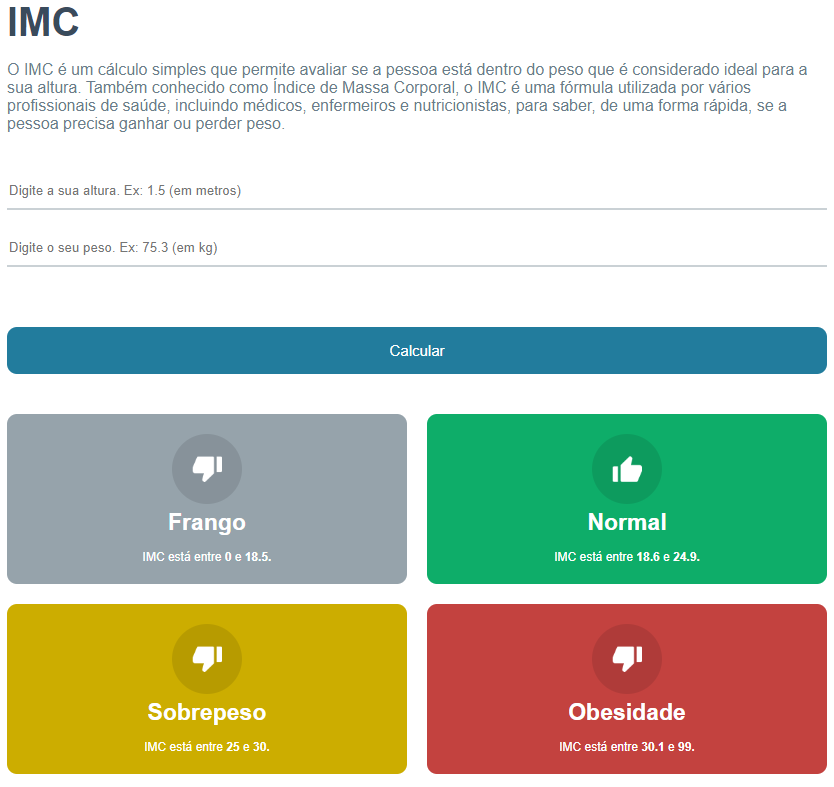 IMC
O IMC é um cálculo simples que permite avaliar se a pessoa está dentro do peso que é considerado ideal para a
sua altura. Também conhecido como Índice de Massa Corporal, o IMC é uma fórmula utilizada por vários
profissionais de saúde, incluindo médicos, enfermeiros e nutricionistas, para saber, de uma forma rápida, se a
pessoa precisa ganhar ou perder peso.
Digite a sua altura. Ex: 1.5 (em metros)
Digite o seu peso. Ex: 75.3 (em kg)
Calcular
Frango
IMC está entre 0 e 18.5.
Normal
IMC está entre 18.6 e 24.9.
Sobrepeso
IMC está entre 25 e 30.
Obesidade
IMC está entre 30.1 e 99.